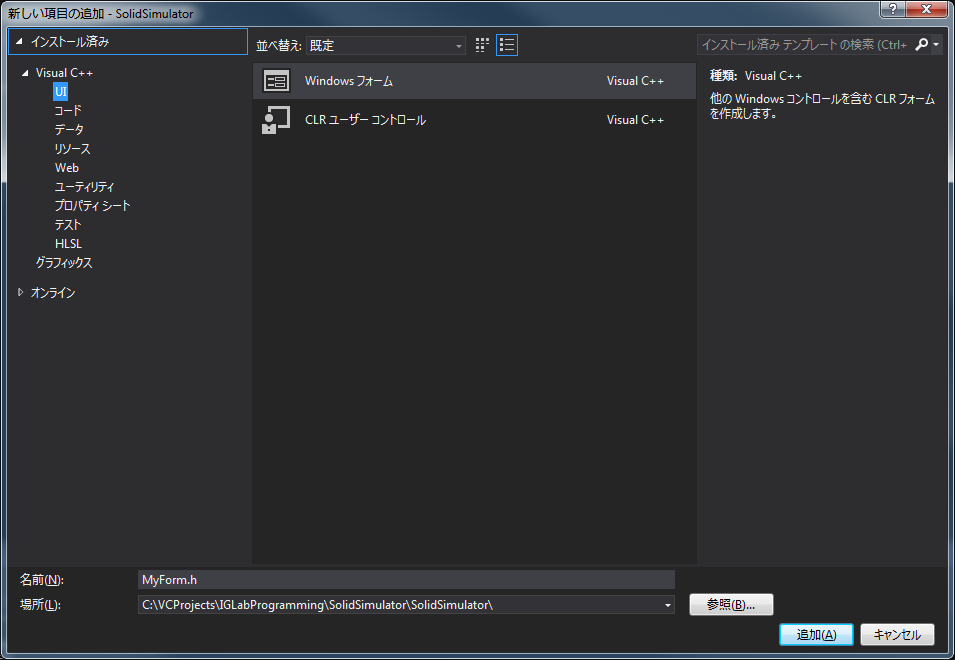 新しい項目の追加 - SolidSimulator
インストール済み
並べ替え: 既定
インストール済み テンプレート の検索 (Ctrl+
Visual C++
UI
コード
データ
リソース
Web
ユーティリティ
プロパティ シート
テスト
HLSL
グラフィックス
オンライン
Windows フォーム Visual C++
CLR ユーザー コントロール Visual C++
種類: Visual C++
他の Windows コントロールを含む CLR フォーム
を作成します。
名前(N): MyForm.h
場所(L): C:\VCProjects\IGLabProgramming\SolidSimulator\SolidSimulator\
参照(B)...
追加(A) キャンセル